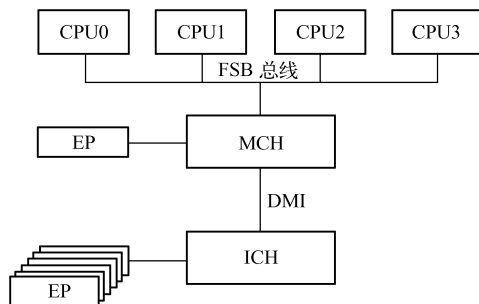 CPU0 CPU1 CPU2 CPU3
FSB 总线
EP MCH
DMI
ICH
EP